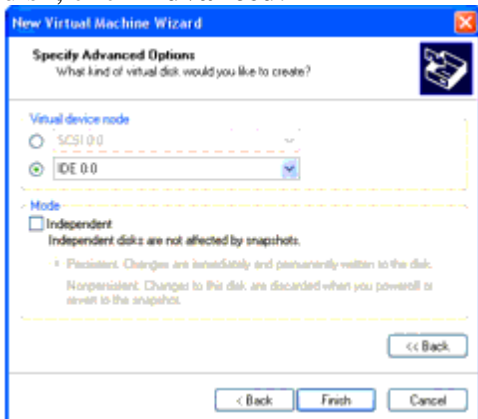 New Virtual Machine Wizard
Specify Advanced Options
What kind of virtual disk would you like to create?
Virtual device node
SCSI 0:0
IDE 0:0
Mode
Independent
Independent disks are not affected by snapshots.
Persistent. Changes are immediately and permanently written to the disk.
Nonpersistent. Changes to this disk are discarded when you poweroff or
revert to the snapshot.
<< Back
< Back
Finish
Cancel